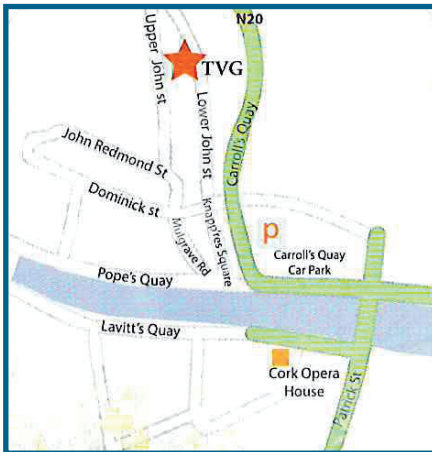 N20
Upper John st
TVG
Lower John st
Carroll's Quay
John Redmond St
Dominick st
Mulgrave Rd
Knapp'res Square
p
Carroll's Quay
Car Park
Pope's Quay
Lavitt's Quay
Cork Opera
House
Patrick St